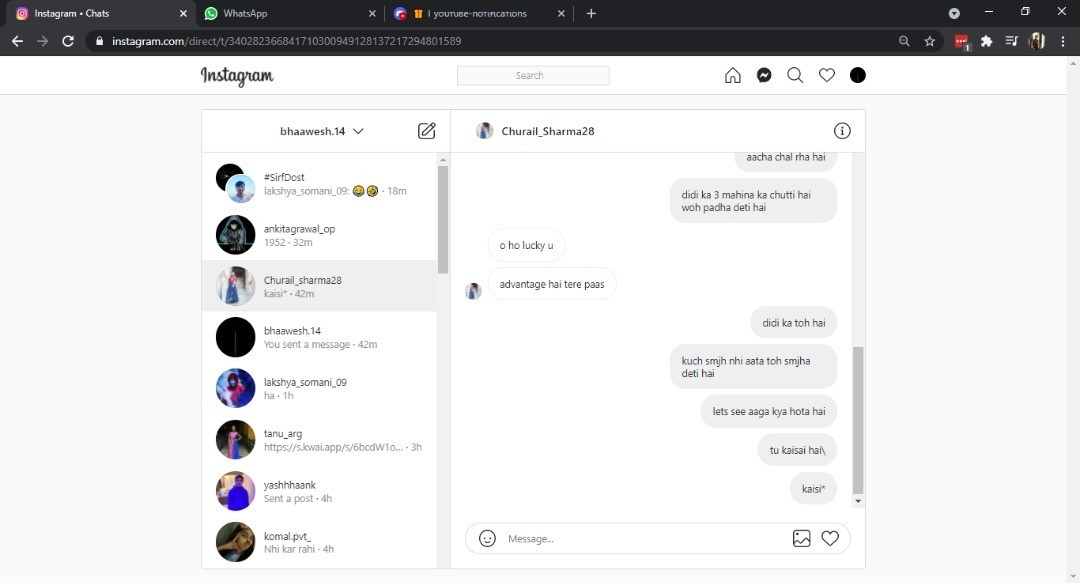 Instagram • Chats
WhatsApp
! youtube-notifications
instagram.com/direct/t/340282366841710300949128137217294801589
1
Instagram
Search
bhaawesh.14
#SirfDost
lakshya_somani_09: 😂🤣 · 18m
ankitagrawal_op
1952 · 32m
Churail_sharma28
kaisi* · 42m
bhaawesh.14
You sent a message · 42m
lakshya_somani_09
ha · 1h
tanu_arg
https://s.kwai.app/s/6bcdW1o... · 3h
yashhhaank
Sent a post · 4h
komal.pvt_
Nhi kar rahi · 4h
Churail_Sharma28
aacha chal rha hai
didi ka 3 mahina ka chutti hai
woh padha deti hai
o ho lucky u
advantage hai tere paas
didi ka toh hai
kuch smjh nhi aata toh smjha
deti hai
lets see aaga kya hota hai
tu kaisai hai\
kaisi*
Message...